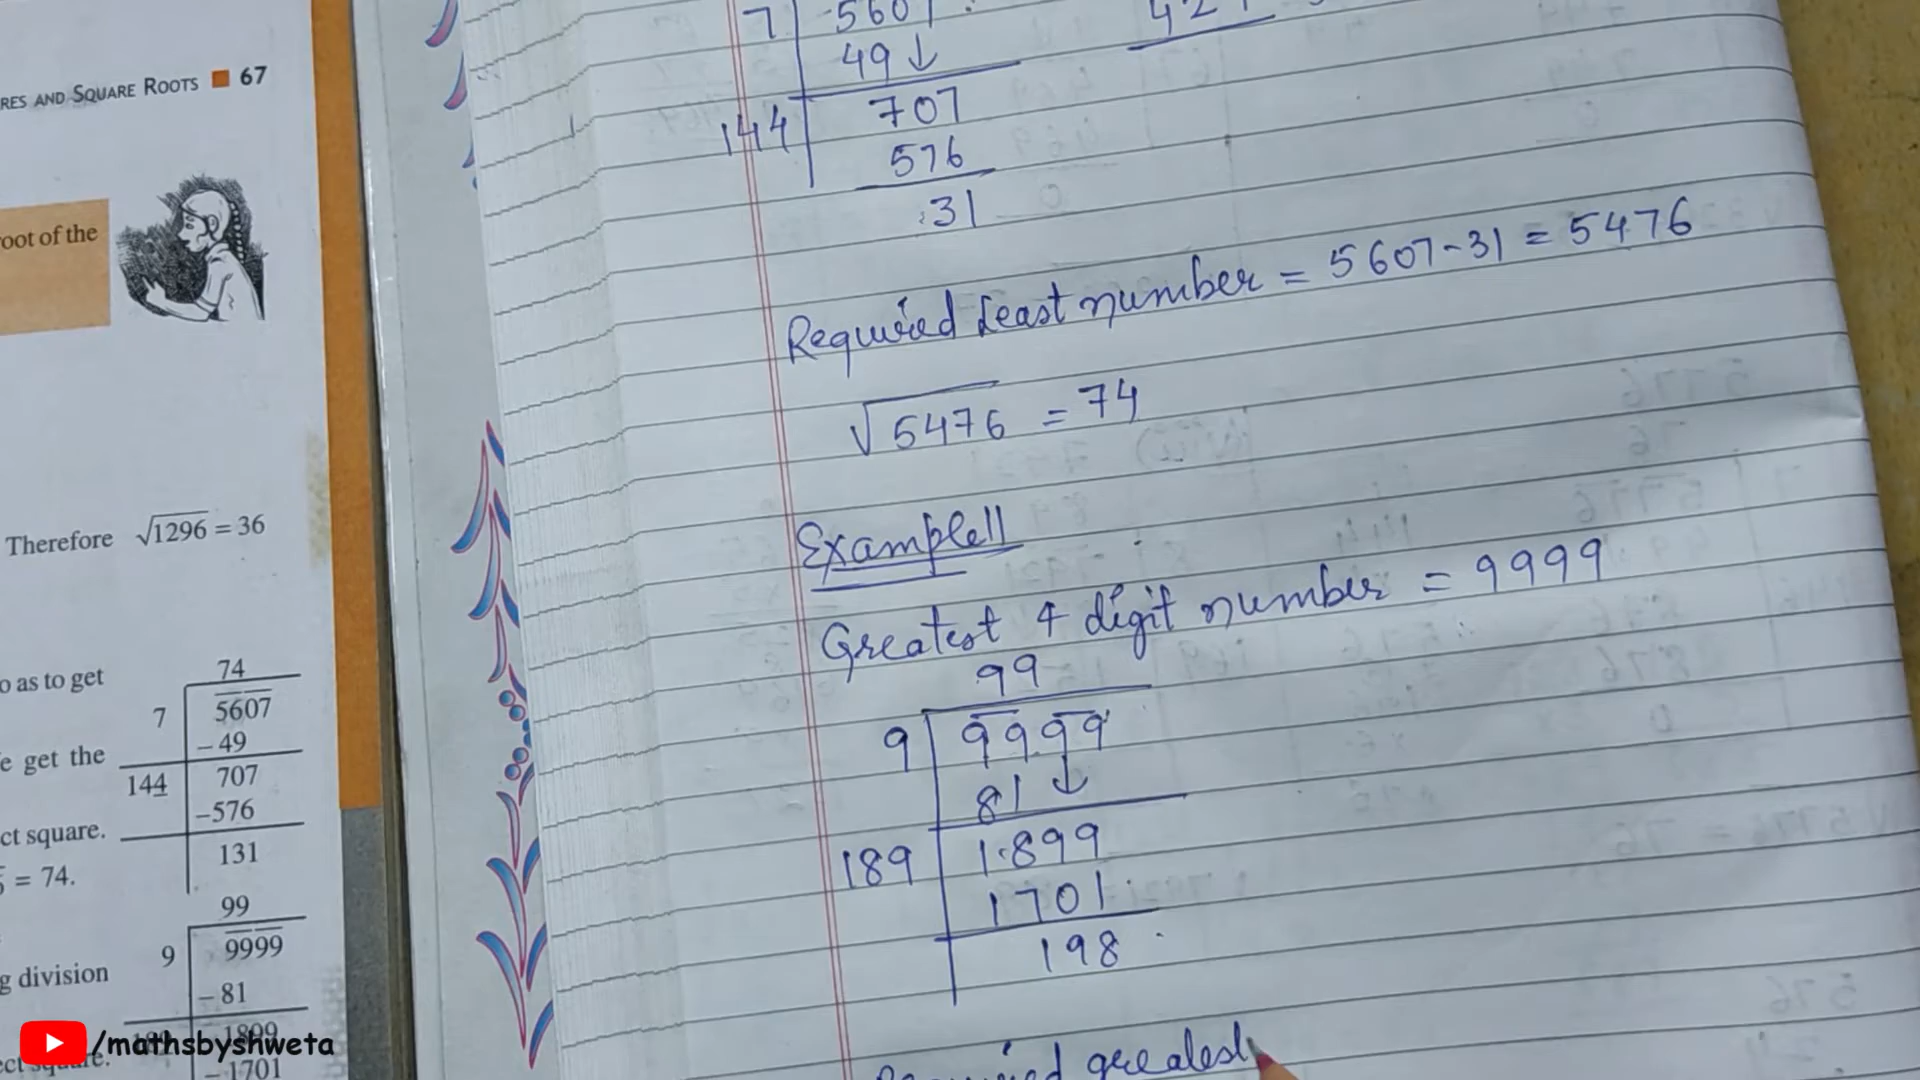 RES AND SQUARE ROOTS 67
oot of the
Therefore √1296 = 36
o as to get
74
7 5607
– 49
e get the
144 707
–576
ct square.
131
= 74.
99
9 9999
g division
– 81
1899
–1701
/mathsbyshweta
7 5607
49 ↓
144 707
576
31
Required least number = 5607-31 = 5476
√5476 = 74
Example11
Greatest 4 digit number = 9999
99
9 9999
81 ↓
189 1899
1701
198
greatest